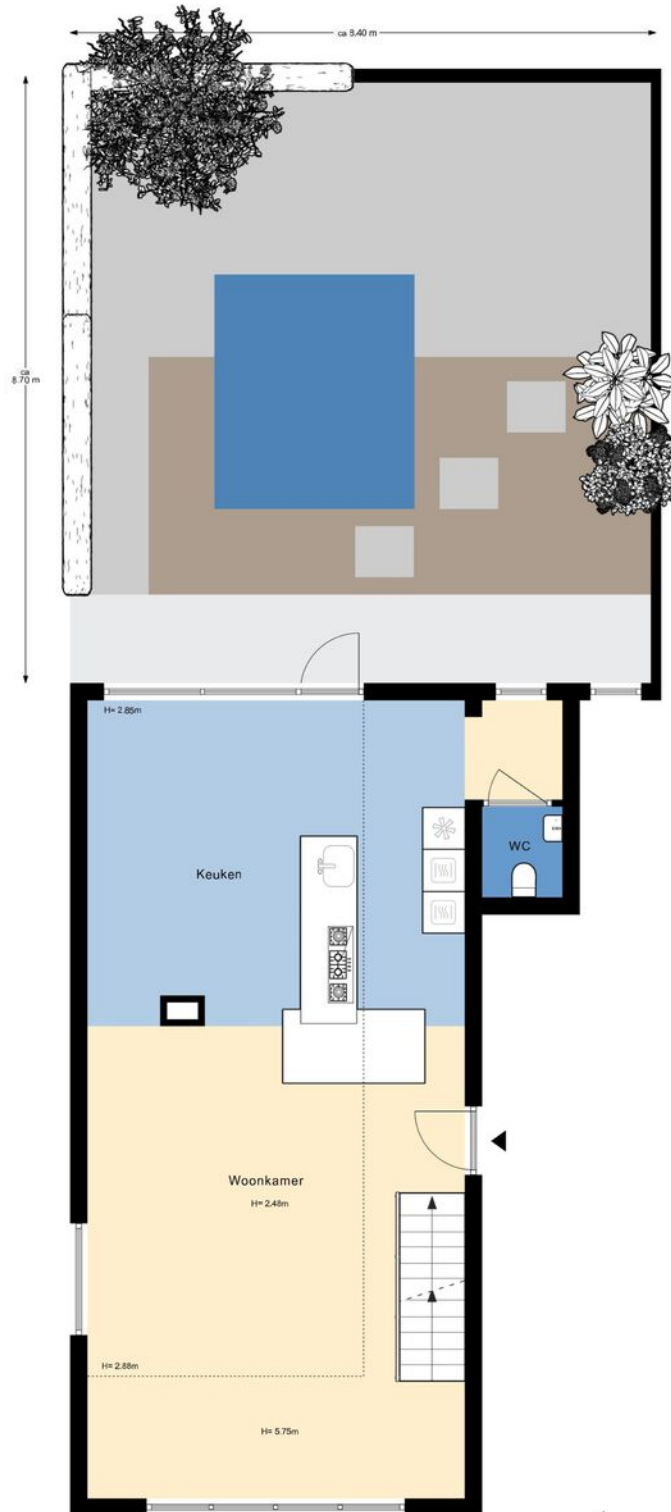 ca 8.40 m
ca
8.70 m
H= 2.85m
Keuken
WC
Woonkamer
H= 2.48m
H= 2.88m
H= 5.75m